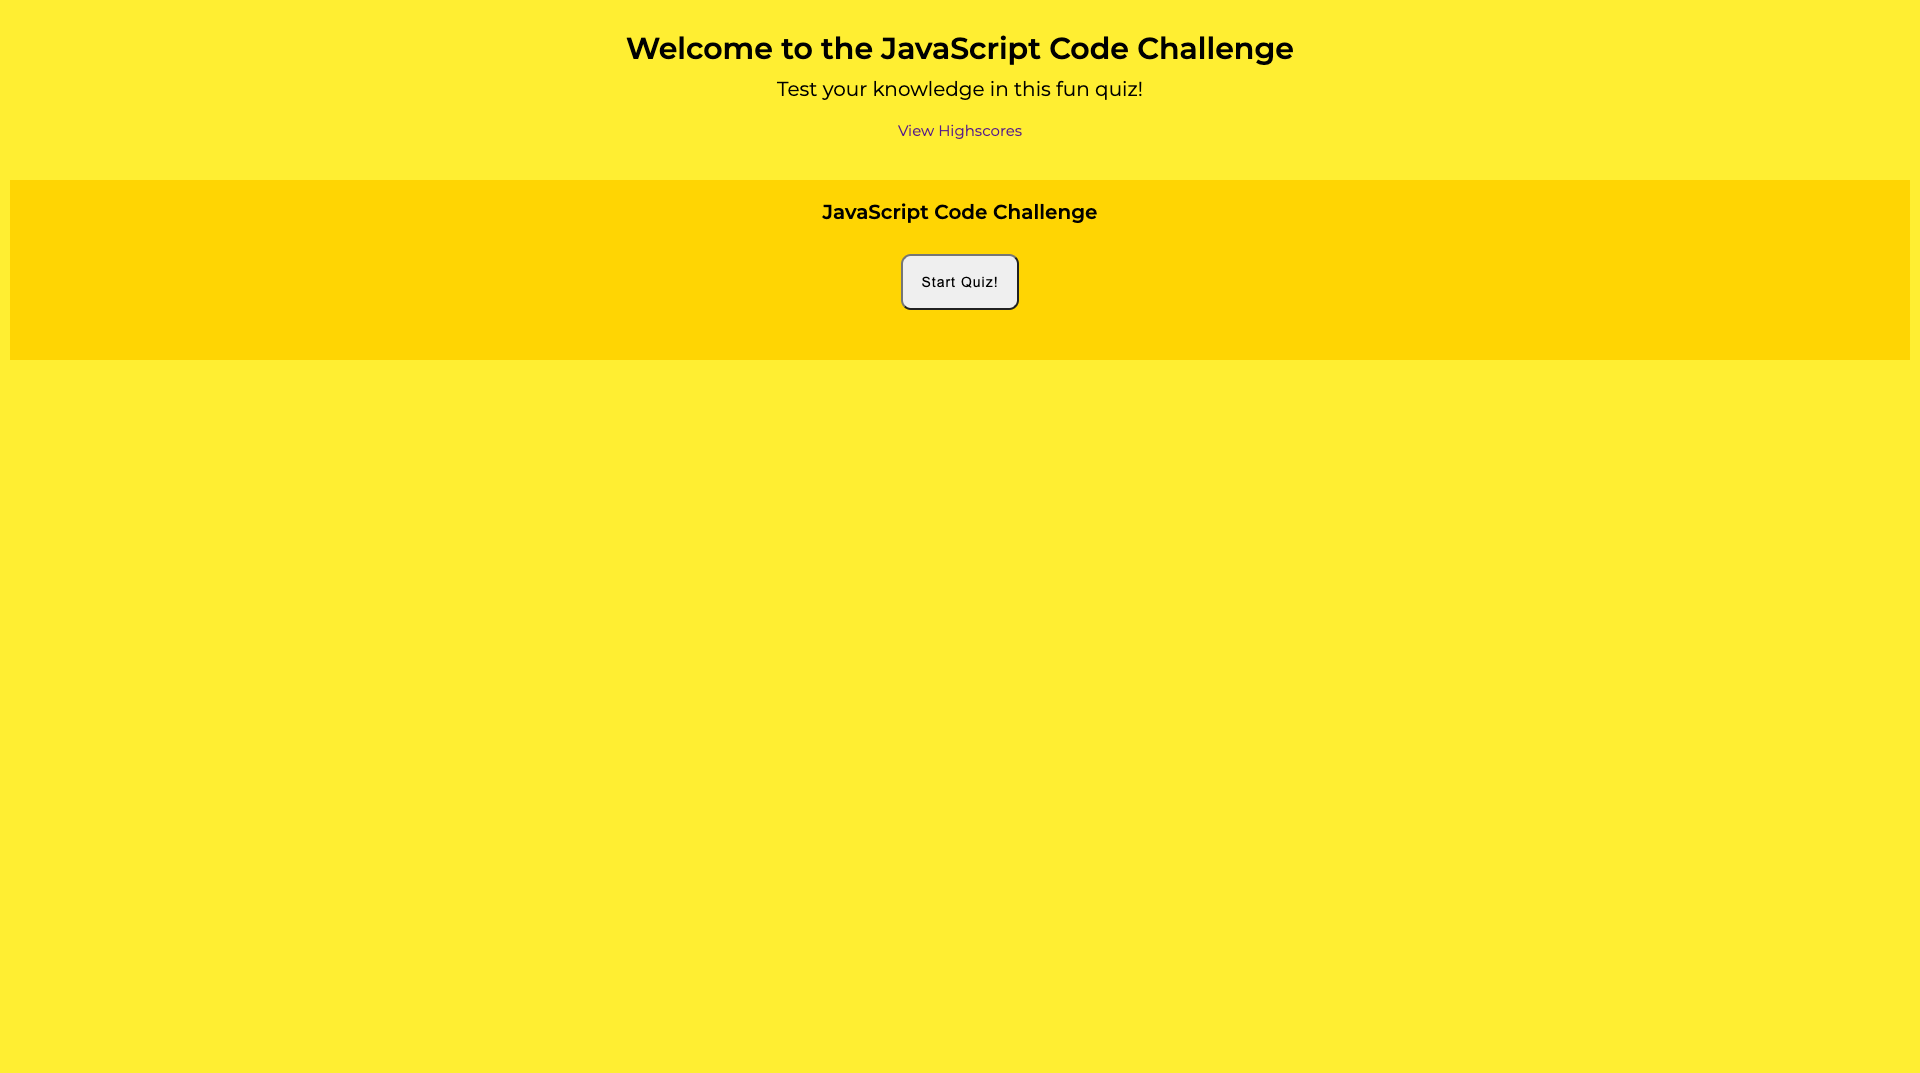 Welcome to the JavaScript Code Challenge
Test your knowledge in this fun quiz!
View Highscores
JavaScript Code Challenge
Start Quiz!